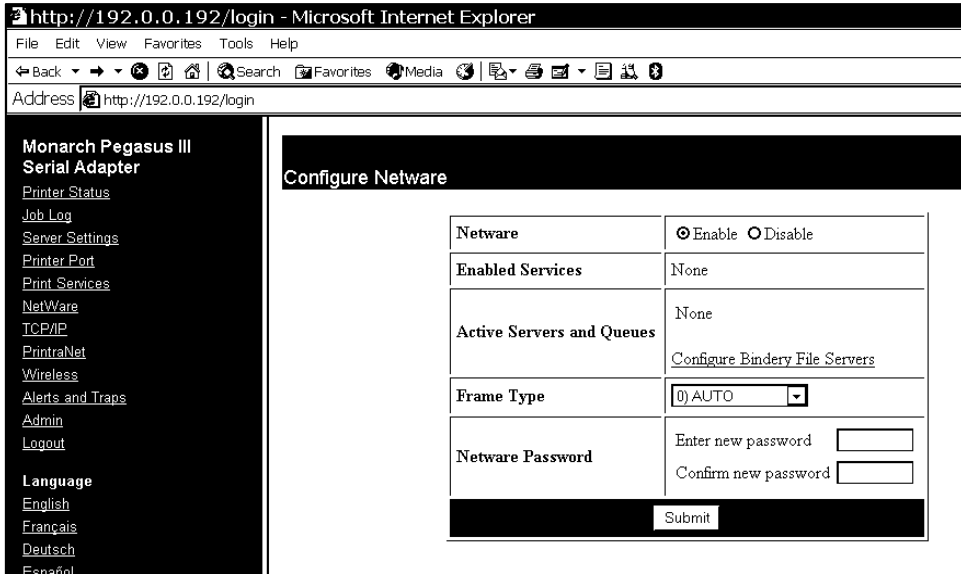 http://192.0.0.192/login - Microsoft Internet Explorer
File Edit View Favorites Tools Help
Back Search Favorites Media
Address http://192.0.0.192/login
Monarch Pegasus III
Serial Adapter
Printer Status
Job Log
Server Settings
Printer Port
Print Services
NetWare
TCP/IP
PrintraNet
Wireless
Alerts and Traps
Admin
Logout
Language
English
Français
Deutsch
Español
Configure Netware
Netware Enable Disable
Enabled Services None
Active Servers and Queues None
Configure Bindery File Servers
Frame Type 0) AUTO
Netware Password Enter new password
Confirm new password
Submit